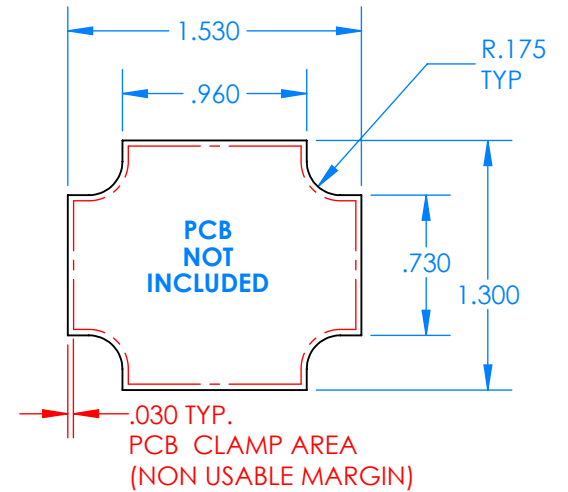 1.530
R.175
TYP
.960
PCB
NOT
INCLUDED
.730
1.300
.030 TYP.
PCB CLAMP AREA
(NON USABLE MARGIN)